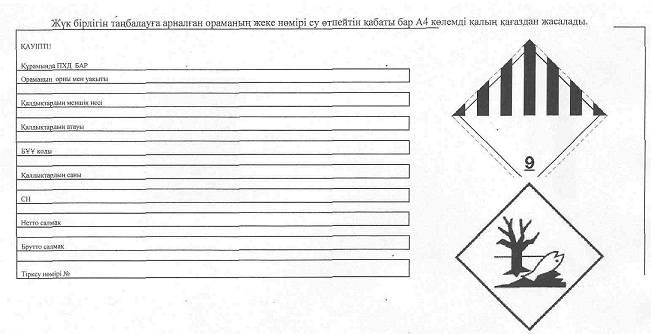 Жүк бірлігін таңбалауға арналған ораманың жеке нөмірі су өтпейтін қабаты бар А4 көлемді қалың қағаздан жасалады.
ҚАУІПТІ!
Құрамында ПХД БАР
Ораманың орны мен уақыты
Қалдықтардың меншік иесі
Қалдықтардың атауы
БҰҰ коды
Қалдықтардың саны
СН
Нетто салмақ
Брутто салмақ
Тіркеу нөмірі №
9